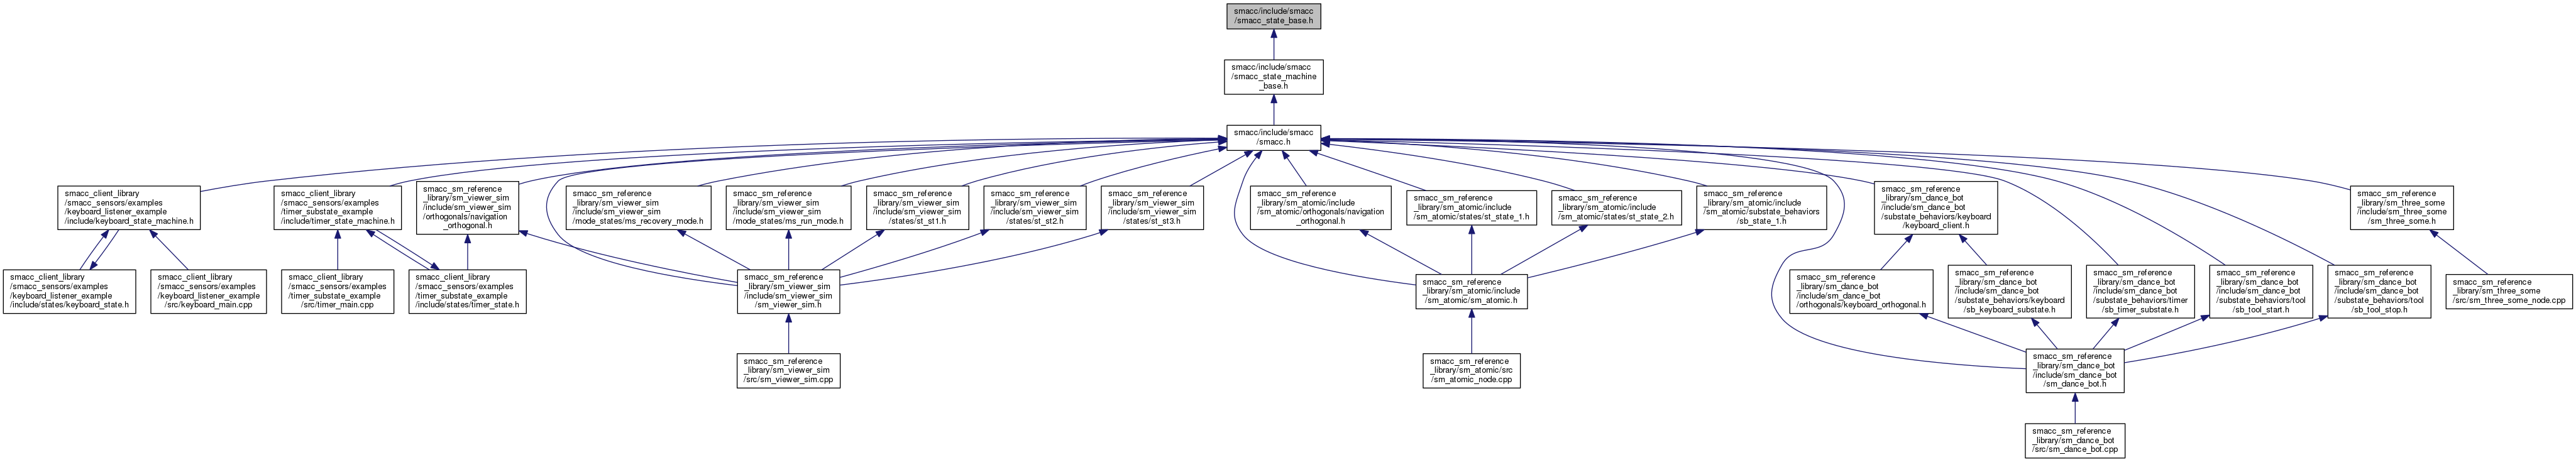 smacc/include/smacc
/smacc_state_base.h
smacc/include/smacc
/smacc_state_machine
_base.h
smacc/include/smacc
/smacc.h
smacc_client_library
/smacc_sensors/examples
/keyboard_listener_example
/include/keyboard_state_machine.h
smacc_client_library
/smacc_sensors/examples
/timer_substate_example
/include/timer_state_machine.h
smacc_sm_reference
_library/sm_viewer_sim
/include/sm_viewer_sim
/orthogonals/navigation
_orthogonal.h
smacc_sm_reference
_library/sm_viewer_sim
/include/sm_viewer_sim
/mode_states/ms_recovery_mode.h
smacc_sm_reference
_library/sm_viewer_sim
/include/sm_viewer_sim
/mode_states/ms_run_mode.h
smacc_sm_reference
_library/sm_viewer_sim
/include/sm_viewer_sim
/states/st_st1.h
smacc_sm_reference
_library/sm_viewer_sim
/include/sm_viewer_sim
/states/st_st2.h
smacc_sm_reference
_library/sm_viewer_sim
/include/sm_viewer_sim
/states/st_st3.h
smacc_sm_reference
_library/sm_atomic/include
/sm_atomic/orthogonals/navigation
_orthogonal.h
smacc_sm_reference
_library/sm_atomic/include
/sm_atomic/states/st_state_1.h
smacc_sm_reference
_library/sm_atomic/include
/sm_atomic/states/st_state_2.h
smacc_sm_reference
_library/sm_atomic/include
/sm_atomic/substate_behaviors
/sb_state_1.h
smacc_sm_reference
_library/sm_dance_bot
/include/sm_dance_bot
/substate_behaviors/keyboard
/keyboard_client.h
smacc_sm_reference
_library/sm_three_some
/include/sm_three_some
/sm_three_some.h
smacc_client_library
/smacc_sensors/examples
/keyboard_listener_example
/include/states/keyboard_state.h
smacc_client_library
/smacc_sensors/examples
/keyboard_listener_example
/src/keyboard_main.cpp
smacc_client_library
/smacc_sensors/examples
/timer_substate_example
/src/timer_main.cpp
smacc_client_library
/smacc_sensors/examples
/timer_substate_example
/include/states/timer_state.h
smacc_sm_reference
_library/sm_viewer_sim
/include/sm_viewer_sim
/sm_viewer_sim.h
smacc_sm_reference
_library/sm_atomic/include
/sm_atomic/sm_atomic.h
smacc_sm_reference
_library/sm_dance_bot
/include/sm_dance_bot
/orthogonals/keyboard_orthogonal.h
smacc_sm_reference
_library/sm_dance_bot
/include/sm_dance_bot
/substate_behaviors/keyboard
/sb_keyboard_substate.h
smacc_sm_reference
_library/sm_dance_bot
/include/sm_dance_bot
/substate_behaviors/timer
/sb_timer_substate.h
smacc_sm_reference
_library/sm_dance_bot
/include/sm_dance_bot
/substate_behaviors/tool
/sb_tool_start.h
smacc_sm_reference
_library/sm_dance_bot
/include/sm_dance_bot
/substate_behaviors/tool
/sb_tool_stop.h
smacc_sm_reference
_library/sm_three_some
/src/sm_three_some_node.cpp
smacc_sm_reference
_library/sm_viewer_sim
/src/sm_viewer_sim.cpp
smacc_sm_reference
_library/sm_atomic/src
/sm_atomic_node.cpp
smacc_sm_reference
_library/sm_dance_bot
/include/sm_dance_bot
/sm_dance_bot.h
smacc_sm_reference
_library/sm_dance_bot
/src/sm_dance_bot.cpp